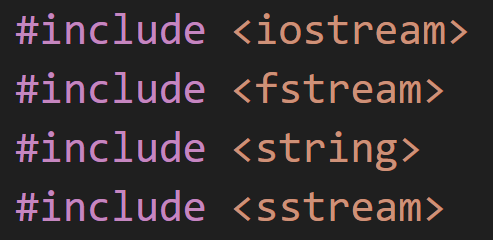 #include <iostream>
#include <fstream>
#include <string>
#include <sstream>